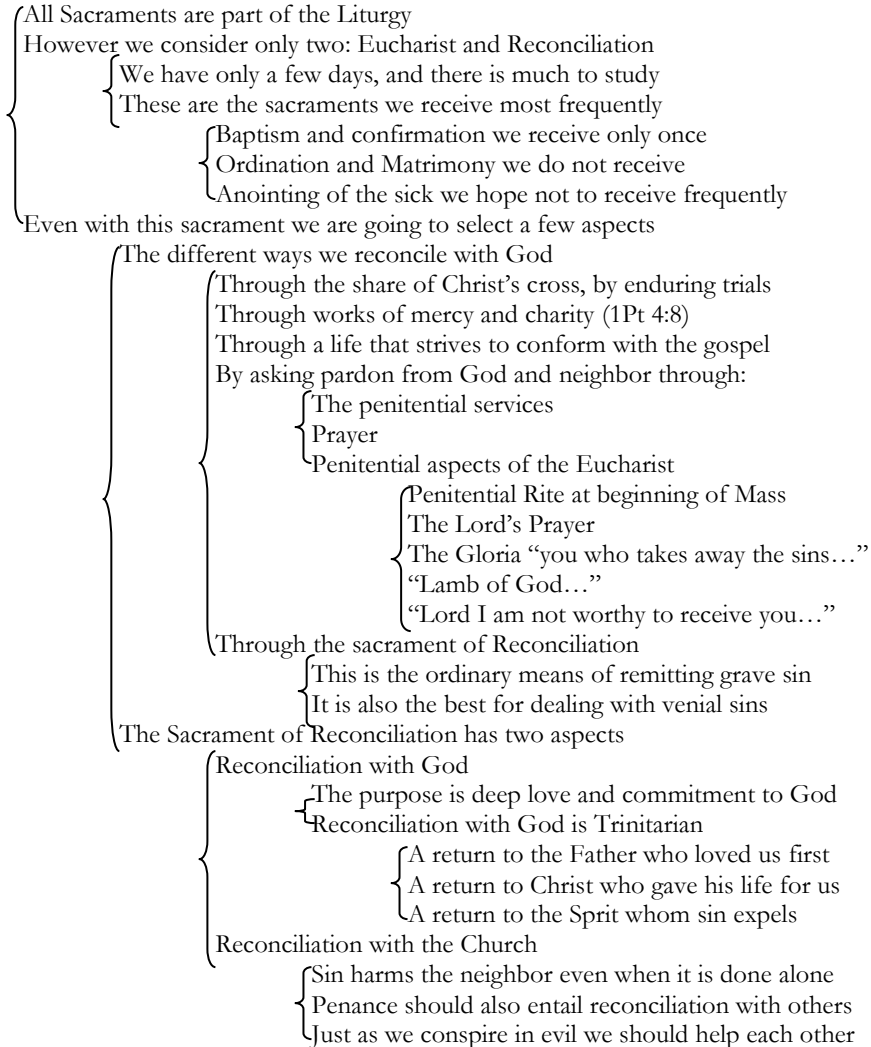 All Sacraments are part of the Liturgy
However we consider only two: Eucharist and Reconciliation
We have only a few days, and there is much to study
These are the sacraments we receive most frequently
Baptism and confirmation we receive only once
Ordination and Matrimony we do not receive
Anointing of the sick we hope not to receive frequently
Even with this sacrament we are going to select a few aspects
The different ways we reconcile with God
Through the share of Christ’s cross, by enduring trials
Through works of mercy and charity (1Pt 4:8)
Through a life that strives to conform with the gospel
By asking pardon from God and neighbor through:
The penitential services
Prayer
Penitential aspects of the Eucharist
Penitential Rite at beginning of Mass
The Lord’s Prayer
The Gloria “you who takes away the sins…”
“Lamb of God…”
“Lord I am not worthy to receive you…”
Through the sacrament of Reconciliation
This is the ordinary means of remitting grave sin
It is also the best for dealing with venial sins
The Sacrament of Reconciliation has two aspects
Reconciliation with God
The purpose is deep love and commitment to God
Reconciliation with God is Trinitarian
A return to the Father who loved us first
A return to Christ who gave his life for us
A return to the Sprit whom sin expels
Reconciliation with the Church
Sin harms the neighbor even when it is done alone
Penance should also entail reconciliation with others
Just as we conspire in evil we should help each other